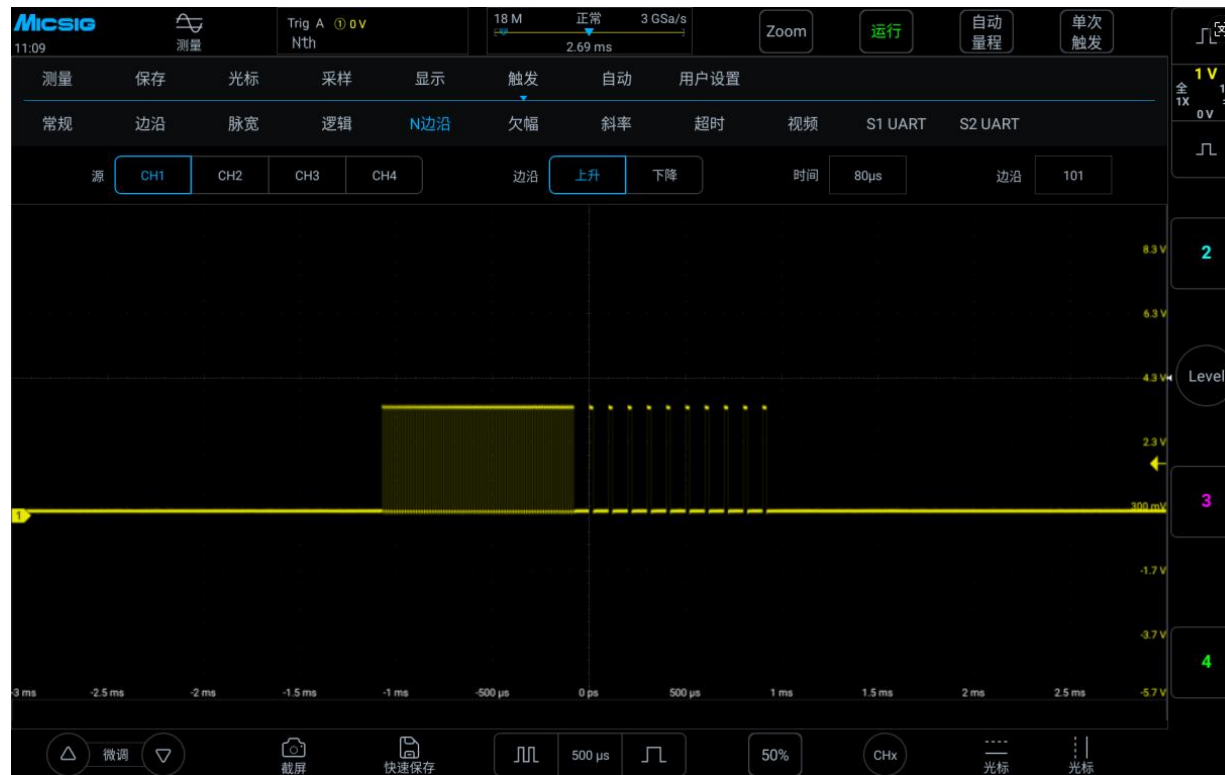 Micsig
11:09
测量
Trig A ① 0 V
Nth
18 M 正常 3 GSa/s
2.69 ms
Zoom
运行
自动
量程
单次
触发
测量 保存 光标 采样 显示 触发 自动 用户设置
常规 边沿 脉宽 逻辑 N边沿 欠幅 斜率 超时 视频 S1 UART S2 UART
源 CH1 CH2 CH3 CH4 边沿 上升 下降 时间 80μs 边沿 101
1 V
全
1X
0 V
8.3 V
6.3 V
4.3 V
2.3 V
300 mV
-1.7 V
-3.7 V
-5.7 V
2
Level
3
4
1
-3 ms -2.5 ms -2 ms -1.5 ms -1 ms -500 μs 0 ps 500 μs 1 ms 1.5 ms 2 ms 2.5 ms
微调
截屏
快速保存
500 μs
50%
CHx
光标
光标